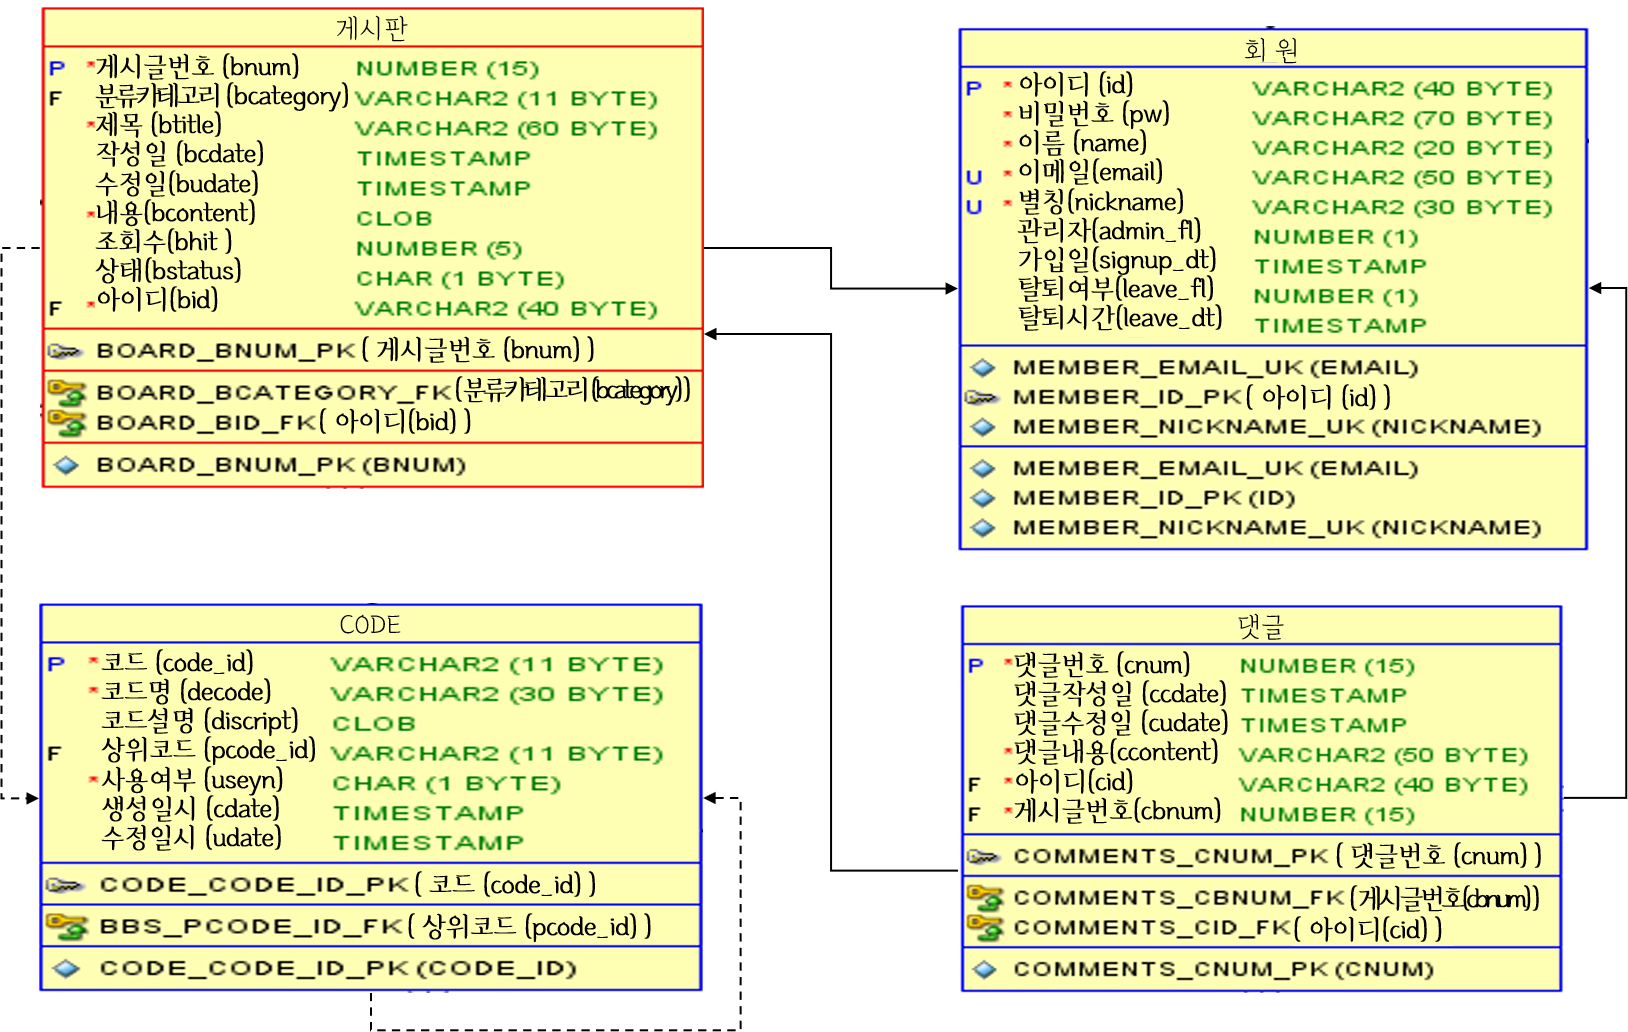 게시판
P *게시글번호 (bnum) NUMBER (15)
F 분류카테고리 (bcategory) VARCHAR2 (11 BYTE)
*제목 (btitle) VARCHAR2 (60 BYTE)
작성일 (bcdate) TIMESTAMP
수정일(budate) TIMESTAMP
*내용(bcontent) CLOB
조회수(bhit ) NUMBER (5)
상태(bstatus) CHAR (1 BYTE)
F *아이디(bid) VARCHAR2 (40 BYTE)
BOARD_BNUM_PK ( 게시글번호 (bnum) )
BOARD_BCATEGORY_FK (분류카테고리 (bcategory))
BOARD_BID_FK ( 아이디(bid) )
BOARD_BNUM_PK (BNUM)
회 원
P * 아이디 (id) VARCHAR2 (40 BYTE)
* 비밀번호 (pw) VARCHAR2 (70 BYTE)
* 이름 (name) VARCHAR2 (20 BYTE)
U * 이메일(email) VARCHAR2 (50 BYTE)
U * 별칭(nickname) VARCHAR2 (30 BYTE)
관리자(admin_fl) NUMBER (1)
가입일(signup_dt) TIMESTAMP
탈퇴여부(leave_fl) NUMBER (1)
탈퇴시간(leave_dt) TIMESTAMP
MEMBER_EMAIL_UK (EMAIL)
MEMBER_ID_PK ( 아이디 (id) )
MEMBER_NICKNAME_UK (NICKNAME)
MEMBER_EMAIL_UK (EMAIL)
MEMBER_ID_PK (ID)
MEMBER_NICKNAME_UK (NICKNAME)
CODE
P *코드 (code_id) VARCHAR2 (11 BYTE)
*코드명 (decode) VARCHAR2 (30 BYTE)
코드설명 (discript) CLOB
F 상위코드 (pcode_id) VARCHAR2 (11 BYTE)
*사용여부 (useyn) CHAR (1 BYTE)
생성일시 (cdate) TIMESTAMP
수정일시 (udate) TIMESTAMP
CODE_CODE_ID_PK ( 코드 (code_id) )
BBS_PCODE_ID_FK ( 상위코드 (pcode_id) )
CODE_CODE_ID_PK (CODE_ID)
댓글
P *댓글번호 (cnum) NUMBER (15)
댓글작성일 (ccdate) TIMESTAMP
댓글수정일 (cudate) TIMESTAMP
*댓글내용(ccontent) VARCHAR2 (50 BYTE)
F *아이디(cid) VARCHAR2 (40 BYTE)
F *게시글번호(cbnum) NUMBER (15)
COMMENTS_CNUM_PK ( 댓글번호 (cnum) )
COMMENTS_CBNUM_FK (게시글번호(cbnum))
COMMENTS_CID_FK ( 아이디(cid) )
COMMENTS_CNUM_PK (CNUM)